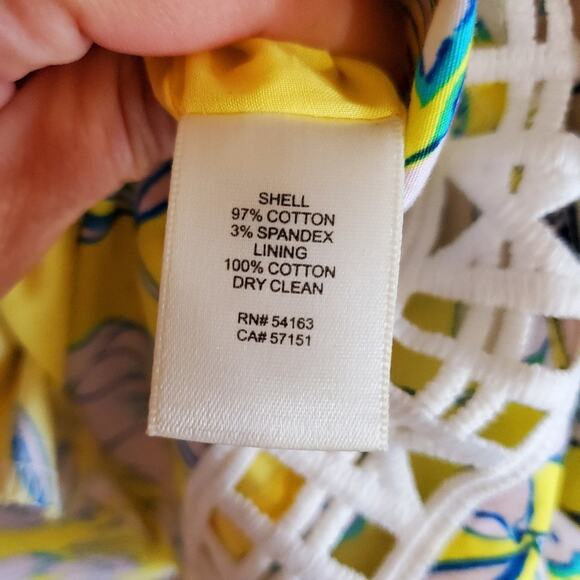 SHELL
97% COTTON
3% SPANDEX
LINING
100% COTTON
DRY CLEAN
RN# 54163
CA# 57151